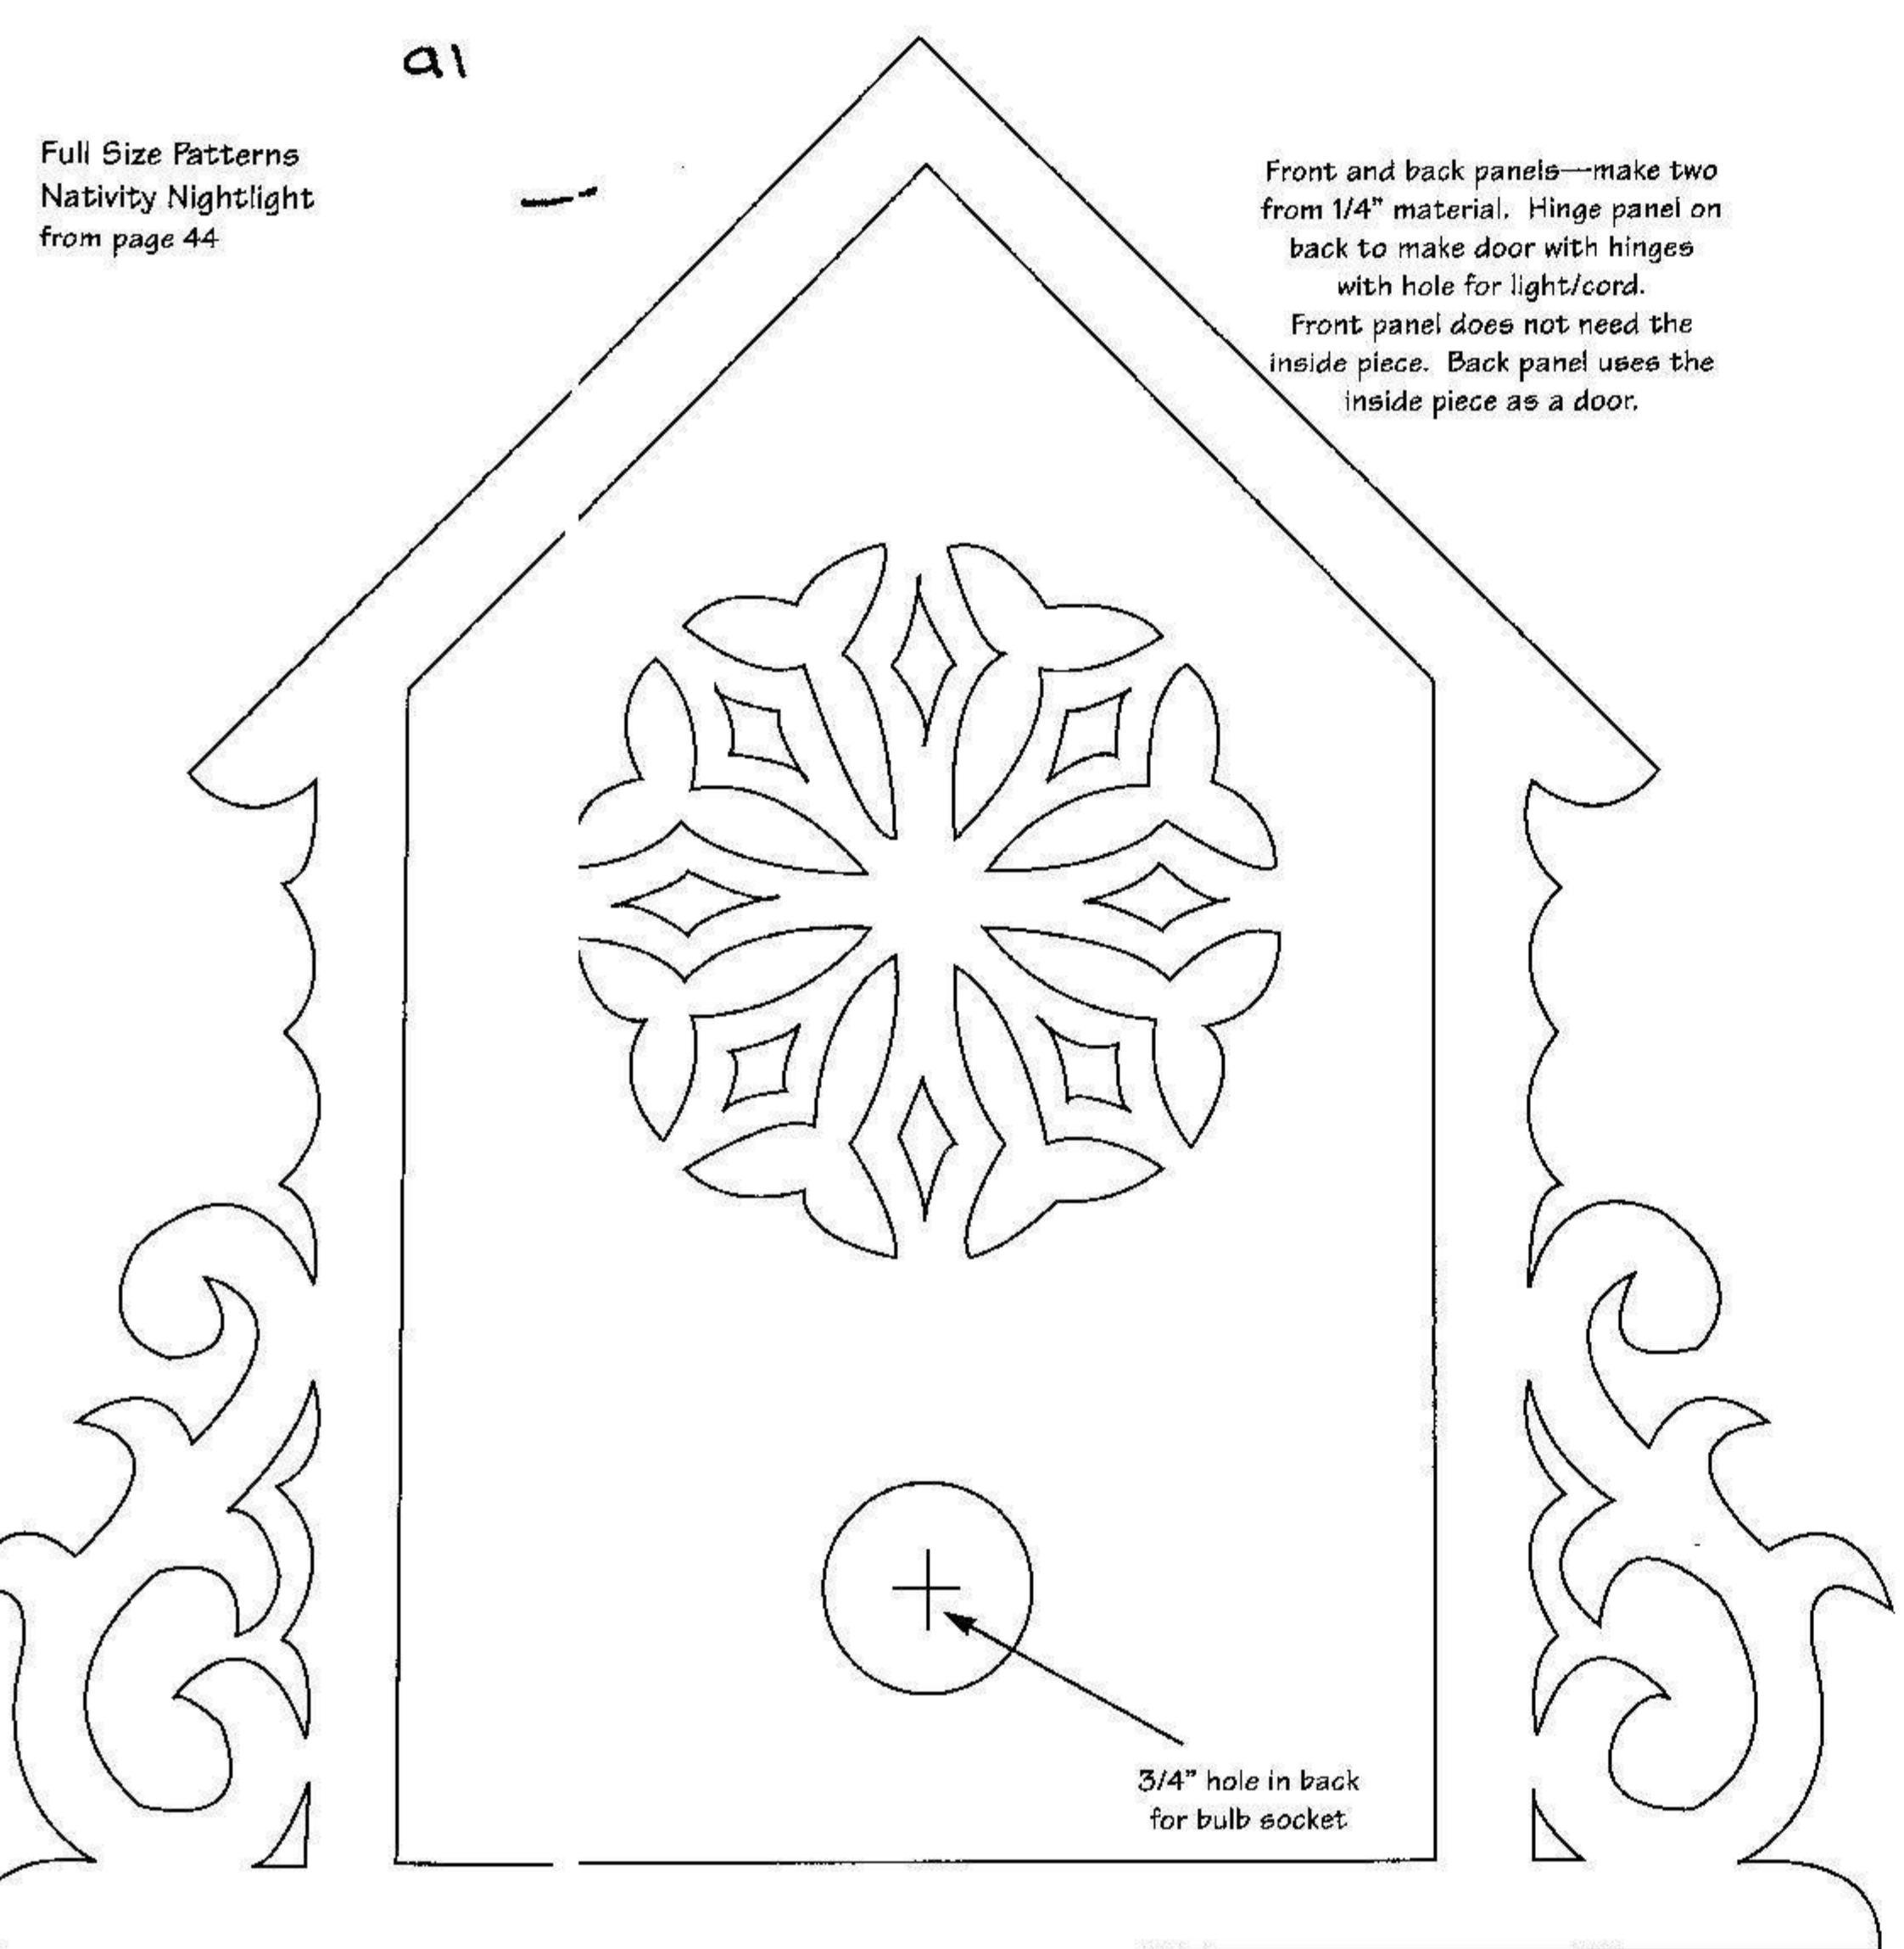 91
Full Size Patterns
Nativity Nightlight
from page 44
Front and back panels—make two
from 1/4" material. Hinge panel on
back to make door with hinges
with hole for light/cord.
Front panel does not need the
inside piece. Back panel uses the
inside piece as a door.
3/4" hole in back
for bulb socket